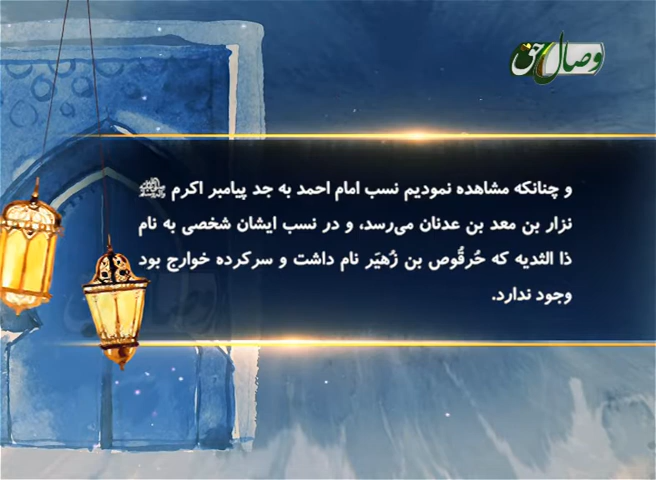 وصال حق
و چنانکه مشاهده نمودیم نسب امام احمد به جد پیامبر اکرم ﷺ
نزار بن معد بن عدنان می‌رسد، و در نسب ایشان شخصی به نام
ذا الثدیه که حُرقُوص بن زُهیَر نام داشت و سرکرده خوارج بود
وجود ندارد.